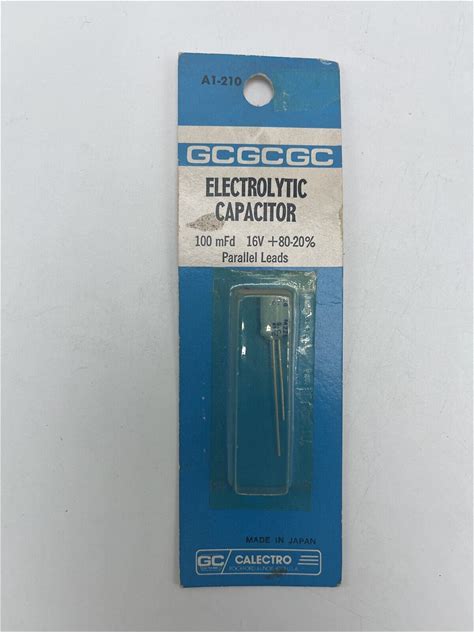 A1-210
GCGCGC
ELECTROLYTIC
CAPACITOR
100 mFd 16V +80-20%
Parallel Leads
MADE IN JAPAN
GC CALECTRO